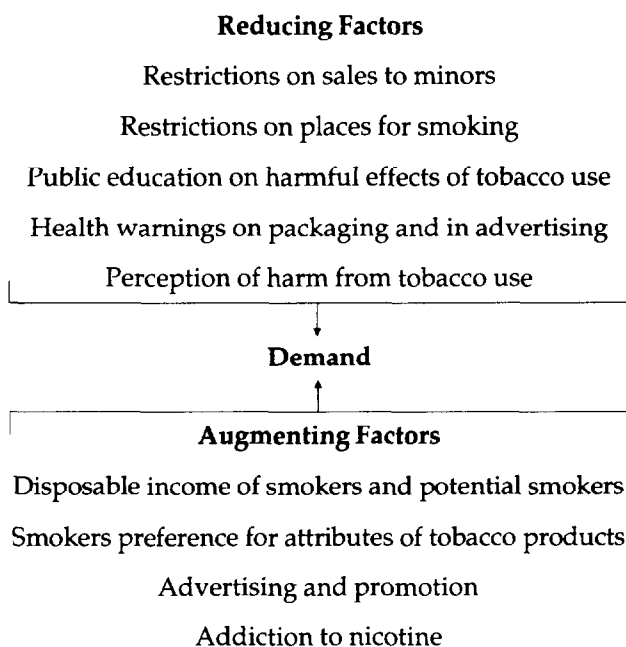 Reducing Factors
Restrictions on sales to minors
Restrictions on places for smoking
Public education on harmful effects of tobacco use
Health warnings on packaging and in advertising
Perception of harm from tobacco use
Demand
Augmenting Factors
Disposable income of smokers and potential smokers
Smokers preference for attributes of tobacco products
Advertising and promotion
Addiction to nicotine